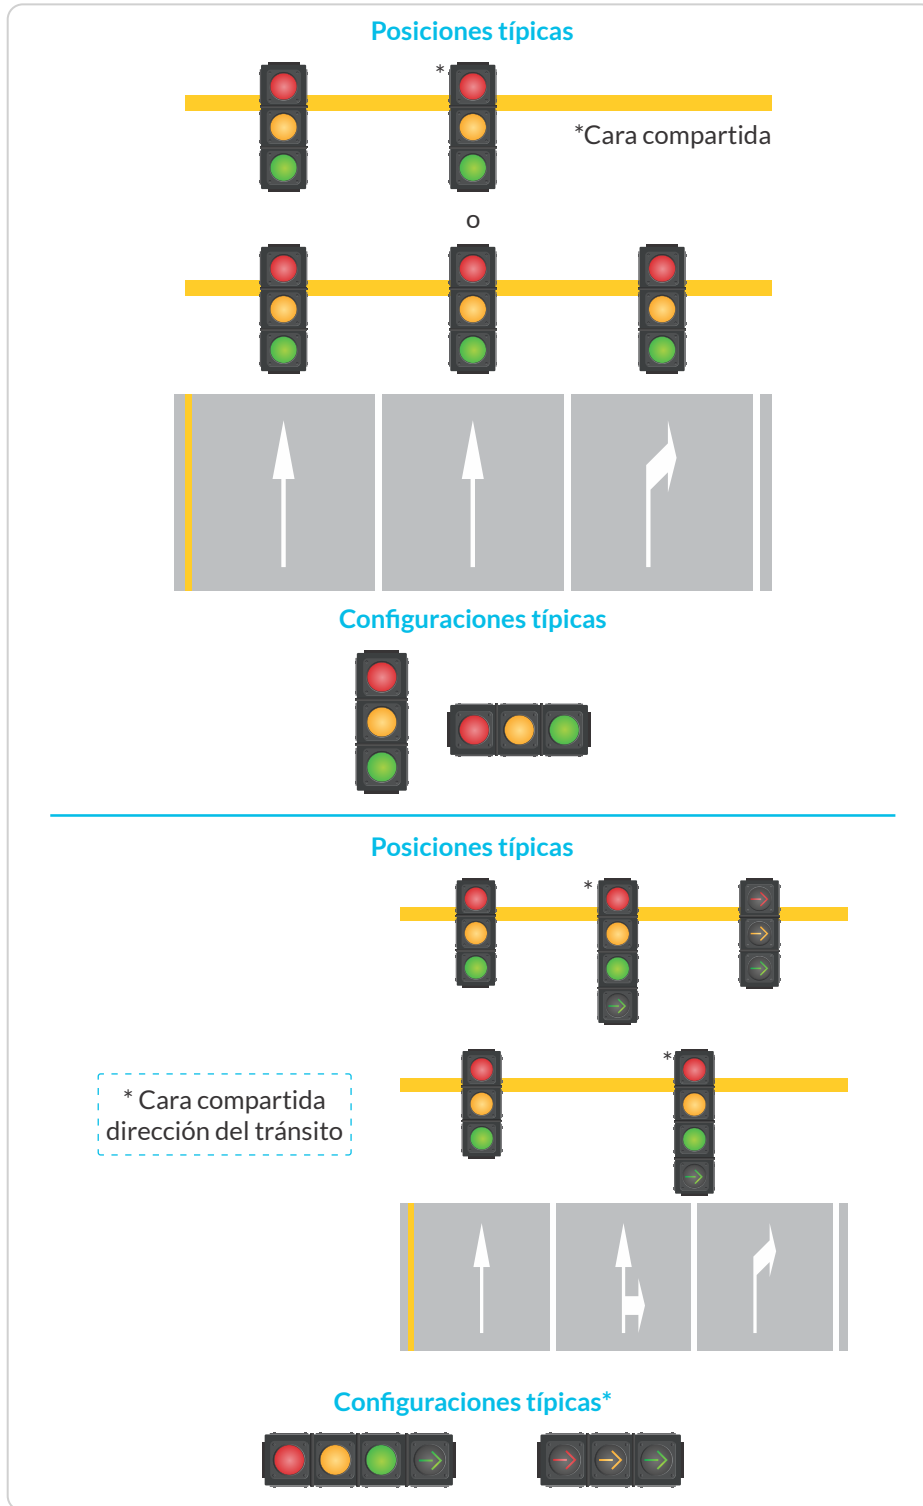 Posiciones típicas
*
*Cara compartida
o
Configuraciones típicas
Posiciones típicas
*
*
* Cara compartida
dirección del tránsito
Configuraciones típicas*